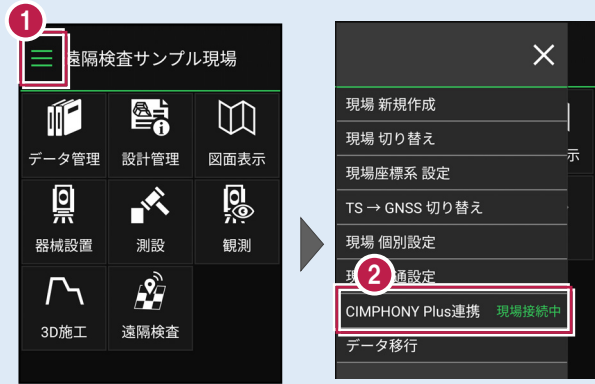 1
遠隔検査サンプル現場
データ管理 設計管理 図面表示
器械設置 測設 観測
3D施工 遠隔検査
現場 新規作成
現場 切り替え
現場座標系 設定
TS → GNSS 切り替え
現場 個別設定
2
通設定
CIMPHONY Plus連携 現場接続中
データ移行
示